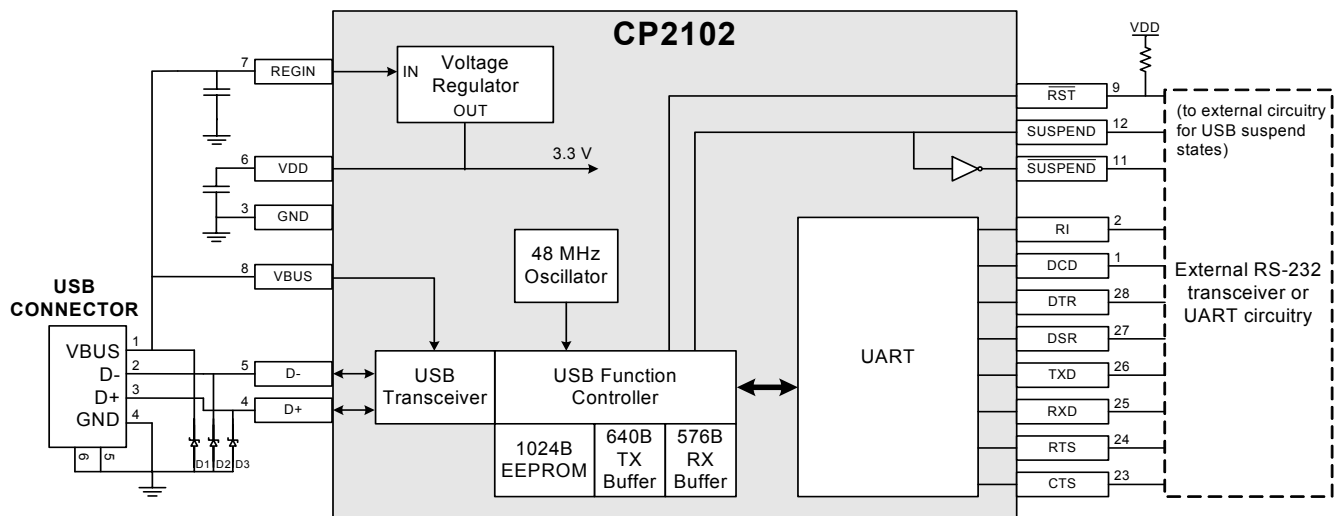 CP2102
VDD
7
REGIN
IN
Voltage
Regulator
OUT
6
VDD
3.3 V
3
GND
48 MHz
Oscillator
8
VBUS
USB
CONNECTOR
VBUS
1
D-
2
D+
3
GND
4
6
5
D1
D2
D3
5
D-
4
D+
USB
Transceiver
USB Function
Controller
1024B
EEPROM
640B
TX
Buffer
576B
RX
Buffer
UART
RST
9
SUSPEND
12
SUSPEND
11
RI
2
DCD
1
DTR
28
DSR
27
TXD
26
RXD
25
RTS
24
CTS
23
(to external circuitry
for USB suspend
states)
External RS-232
transceiver or
UART circuitry